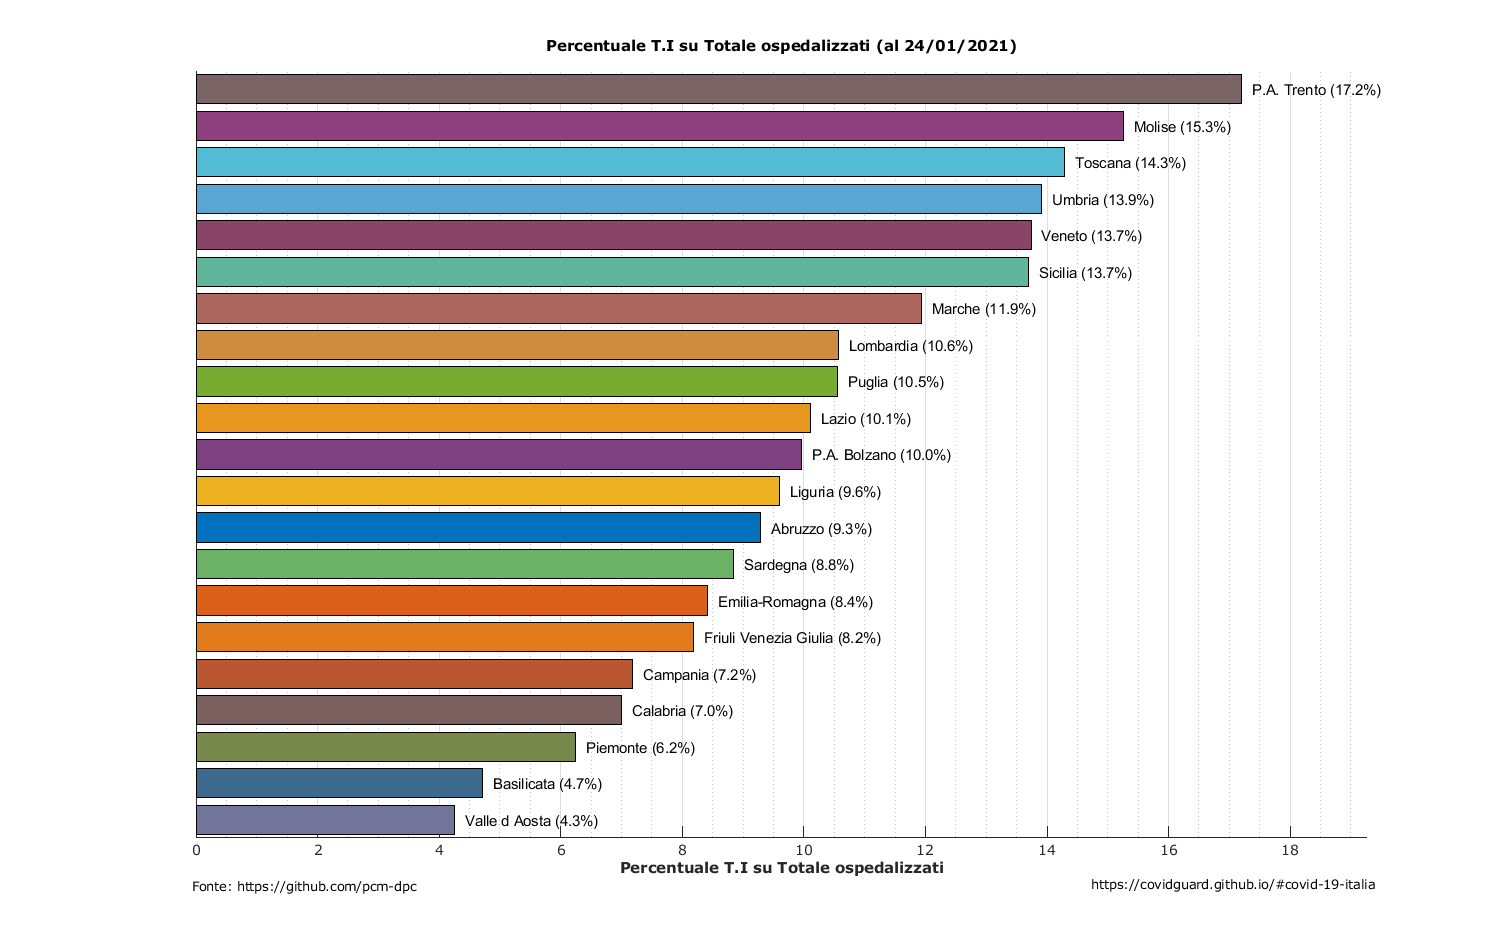 Percentuale T.I su Totale ospedalizzati (al 24/01/2021)
P.A. Trento (17.2%)
Molise (15.3%)
Toscana (14.3%)
Umbria (13.9%)
Veneto (13.7%)
Sicilia (13.7%)
Marche (11.9%)
Lombardia (10.6%)
Puglia (10.5%)
Lazio (10.1%)
P.A. Bolzano (10.0%)
Liguria (9.6%)
Abruzzo (9.3%)
Sardegna (8.8%)
Emilia-Romagna (8.4%)
Friuli Venezia Giulia (8.2%)
Campania (7.2%)
Calabria (7.0%)
Piemonte (6.2%)
Basilicata (4.7%)
Valle d Aosta (4.3%)
0 2 4 6 8 10 12 14 16 18
Percentuale T.I su Totale ospedalizzati
Fonte: https://github.com/pcm-dpc
https://covidguard.github.io/#covid-19-italia